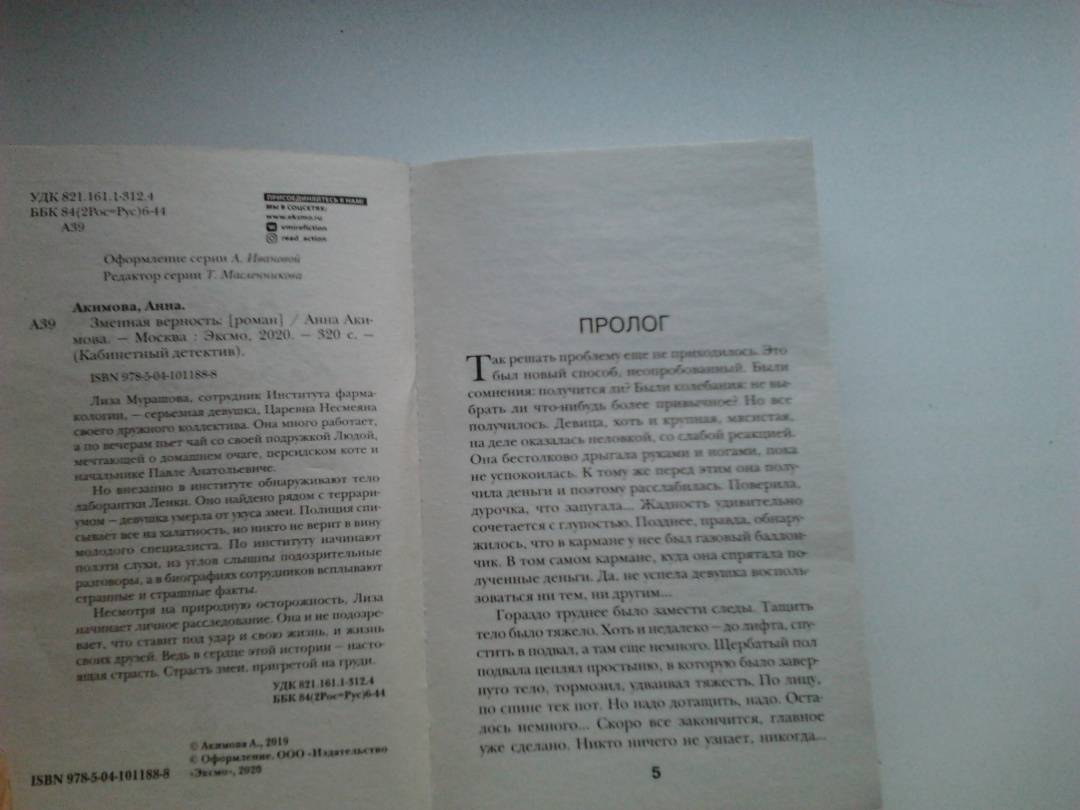 УДК 821.161.1-312.4
ББК 84(2Рос=Рус)6-44
А39
ПРИСОЕДИНЯЙТЕСЬ К НАМ!
МЫ В СОЦСЕТЯХ:
www.eksmo.ru
vmirefiction
read_action
Оформление серии А. Ивановой
Редактор серии Т. Масленникова
Акимова, Анна.
А39 Змеиная верность: [роман] / Анна Аки-
мова. — Москва : Эксмо, 2020. — 320 с. —
(Кабинетный детектив).
ISBN 978-5-04-101188-8
Лиза Мурашова, сотрудник Института фарма-
кологии, — серьезная девушка, Царевна Несмеяна
своего дружного коллектива. Она много работает,
а по вечерам пьет чай со своей подружкой Людой,
мечтающей о домашнем очаге, персидском коте и
начальнике Павле Анатольевиче.
Но внезапно в институте обнаруживают тело
лаборантки Ленки. Оно найдено рядом с террари-
умом — девушка умерла от укуса змеи. Полиция спи-
сывает все на халатность, но никто не верит в вину
молодого специалиста. По институту начинают
ползти слухи, из углов слышны подозрительные
разговоры, а в биографиях сотрудников всплывают
странные и страшные факты.
Несмотря на природную осторожность, Лиза
начинает личное расследование. Она и не подозре-
вает, что ставит под удар и свою жизнь, и жизнь
своих друзей. Ведь в сердце этой истории — насто-
ящая страсть. Страсть змеи, пригретой на груди.
УДК 821.161.1-312.4
ББК 84(2Рос=Рус)6-44
© Акимова А., 2019
© Оформление. ООО «Издательство
«Эксмо», 2020
ISBN 978-5-04-101188-8
ПРОЛОГ
Так решать проблему еще не приходилось. Это
был новый способ, неопробованный. Были
сомнения: получится ли? Были колебания: не вы-
брать ли что-нибудь более привычное? Но все
получилось. Девица, хоть и крупная, мясистая,
на деле оказалась неловкой, со слабой реакцией.
Она бестолково дрыгала руками и ногами, пока
не успокоилась. К тому же перед этим она полу-
чила деньги и поэтому расслабилась. Поверила,
дурочка, что запугала... Жадность удивительно
сочетается с глупостью. Позднее, правда, обнару-
жилось, что в кармане у нее был газовый баллон-
чик. В том самом кармане, куда она спрятала по-
лученные деньги. Да, не успела девушка восполь-
зоваться ни тем, ни другим...
Гораздо труднее было замести следы. Тащить
тело было тяжело. Хоть и недалеко — до лифта, спу-
стить в подвал, а там еще немного. Щербатый пол
подвала цеплял простыню, в которую было завер-
нуто тело, тормозил, удваивал тяжесть. По лицу,
по спине тек пот. Но надо дотащить, надо. Оста-
лось немного... Скоро все закончится, главное
уже сделано. Никто ничего не узнает, никогда...
5